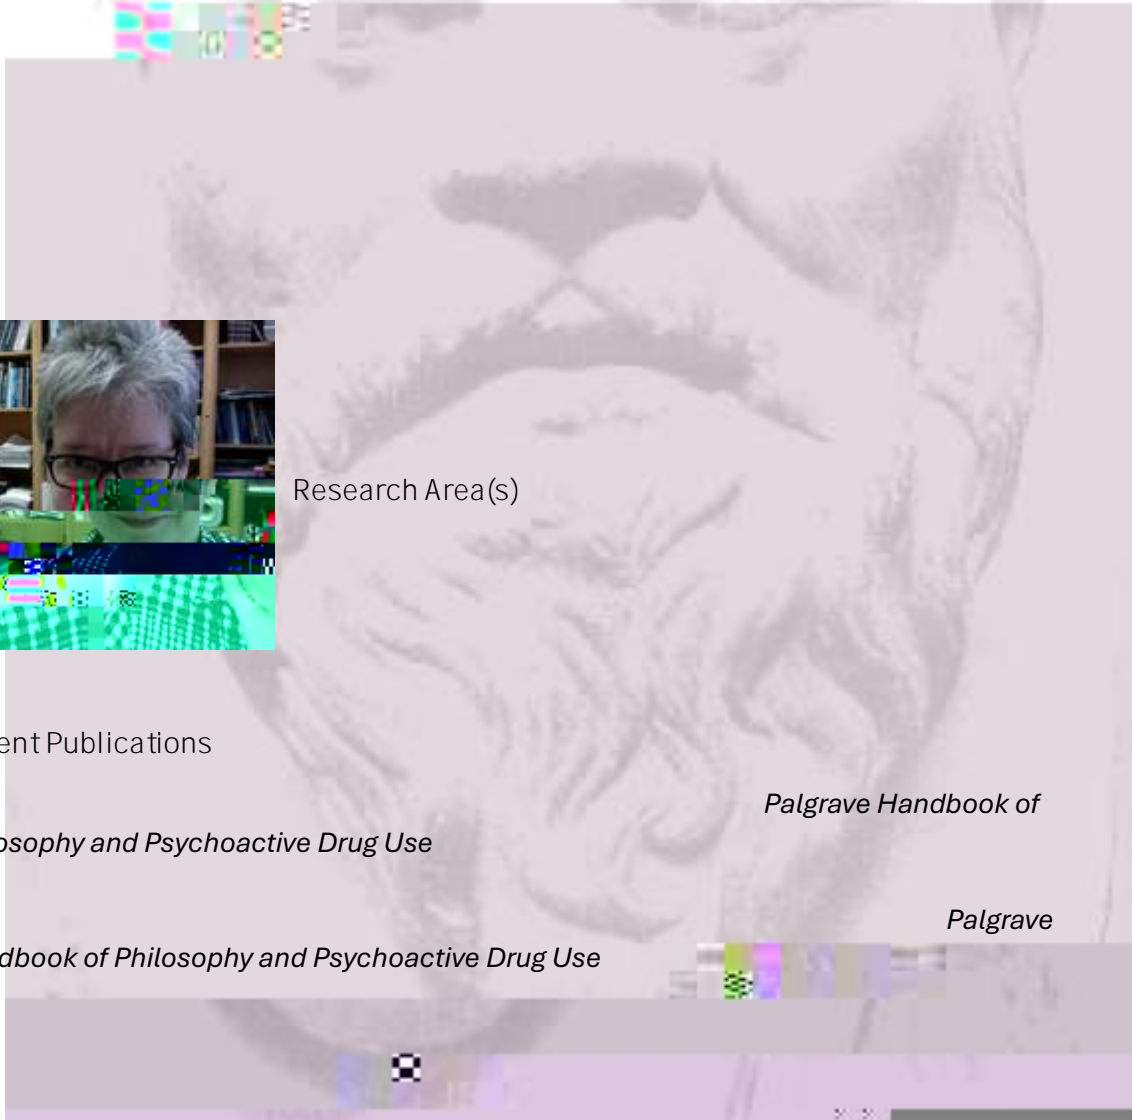 Research Area(s)
ent Publications
Palgrave Handbook of
osophy and Psychoactive Drug Use
Palgrave
dbook of Philosophy and Psychoactive Drug Use